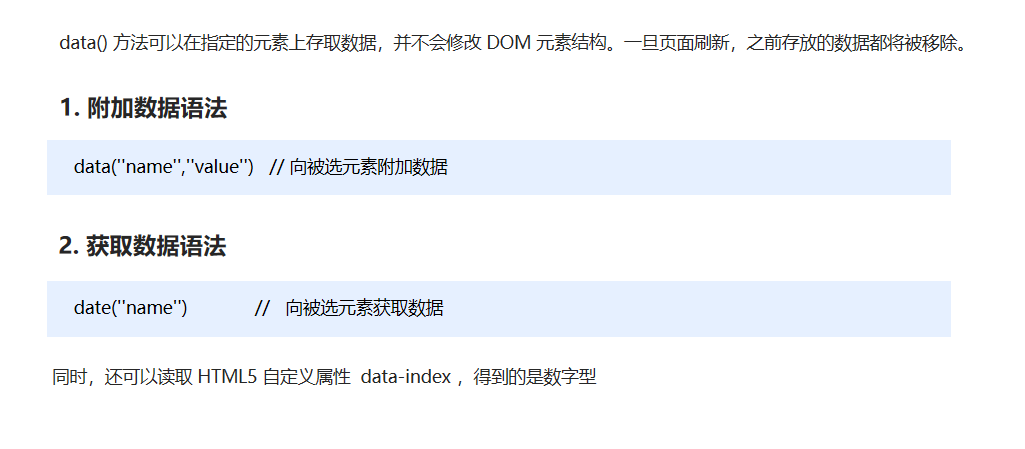 data() 方法可以在指定的元素上存取数据，并不会修改 DOM 元素结构。一旦页面刷新，之前存放的数据都将被移除。
1. 附加数据语法
data(''name'',''value'')   // 向被选元素附加数据
2. 获取数据语法
date(''name'')             //   向被选元素获取数据
同时，还可以读取 HTML5 自定义属性  data-index ，得到的是数字型